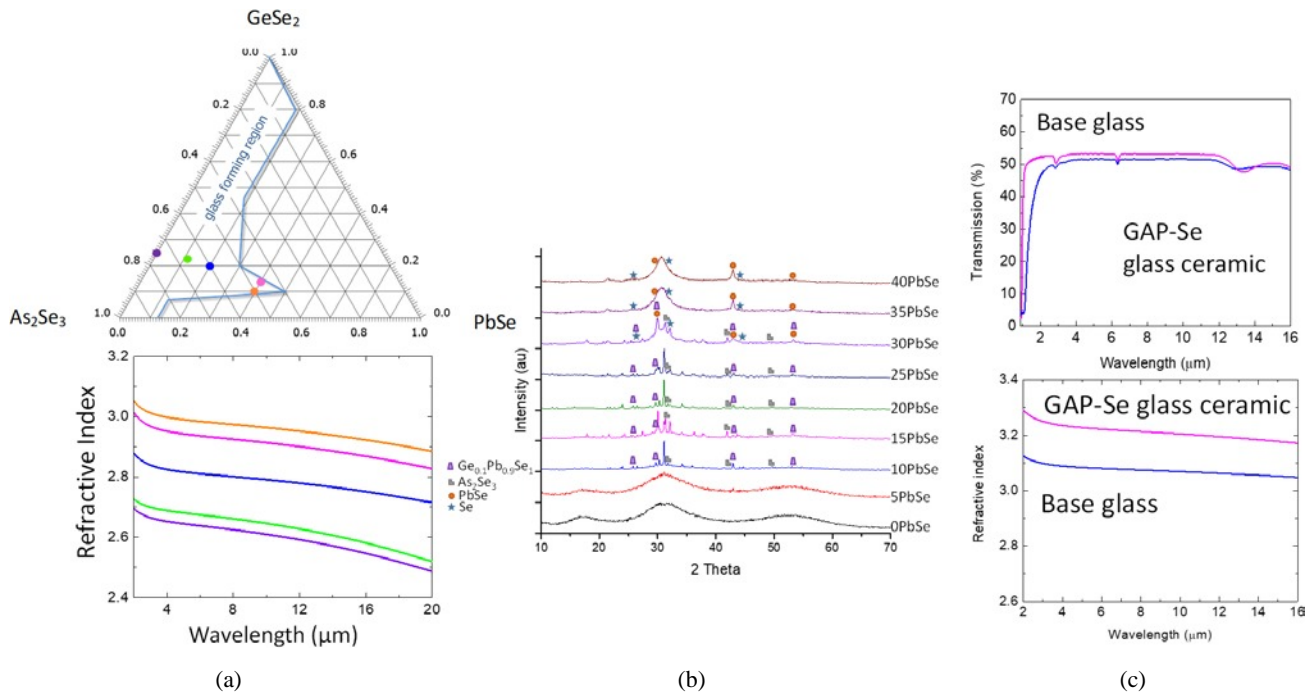 GeSe₂
0.0 1.0
0.2 0.8
0.4 0.6
0.6 0.4
0.8 0.2
1.0 0.0
glass forming region
As₂Se₃
PbSe
0.0 0.2 0.4 0.6 0.8 1.0
3.2
3.0
2.8
2.6
2.4
Refractive Index
4 8 12 16 20
Wavelength (μm)
(a)
Ge₀.₁Pb₀.₉Se₁
As₂Se₃
PbSe
Se
Intensity (au)
40PbSe
35PbSe
30PbSe
25PbSe
20PbSe
15PbSe
10PbSe
5PbSe
0PbSe
10 20 30 40 50 60 70
2 Theta
(b)
70
60
50
40
30
20
10
0
Transmission (%)
Base glass
GAP-Se
glass ceramic
2 4 6 8 10 12 14 16
Wavelength (μm)
3.4
3.2
3.0
2.8
2.6
Refractive index
GAP-Se glass ceramic
Base glass
2 4 6 8 10 12 14 16
Wavelength (μm)
(c)